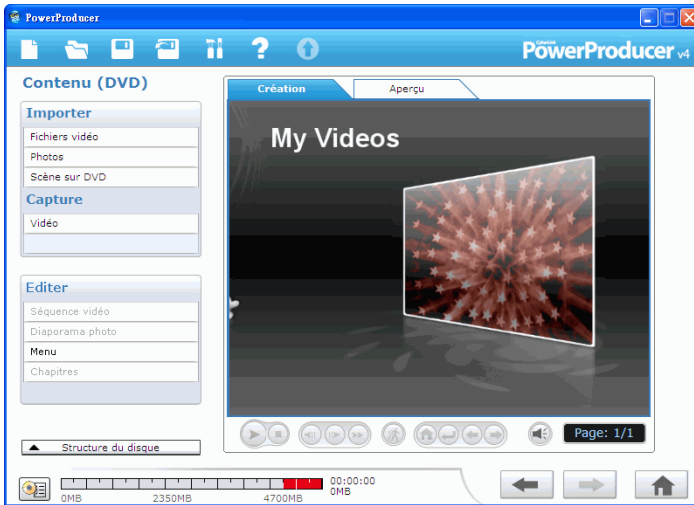 PowerProducer
?
CyberLink
PowerProducer v4
Contenu (DVD)
Création
Aperçu
Importer
Fichiers vidéo
Photos
Scène sur DVD
Capture
Vidéo
My Videos
Editer
Séquence vidéo
Diaporama photo
Menu
Chapitres
Page: 1/1
Structure du disque
00:00:00
0MB
0MB
2350MB
4700MB